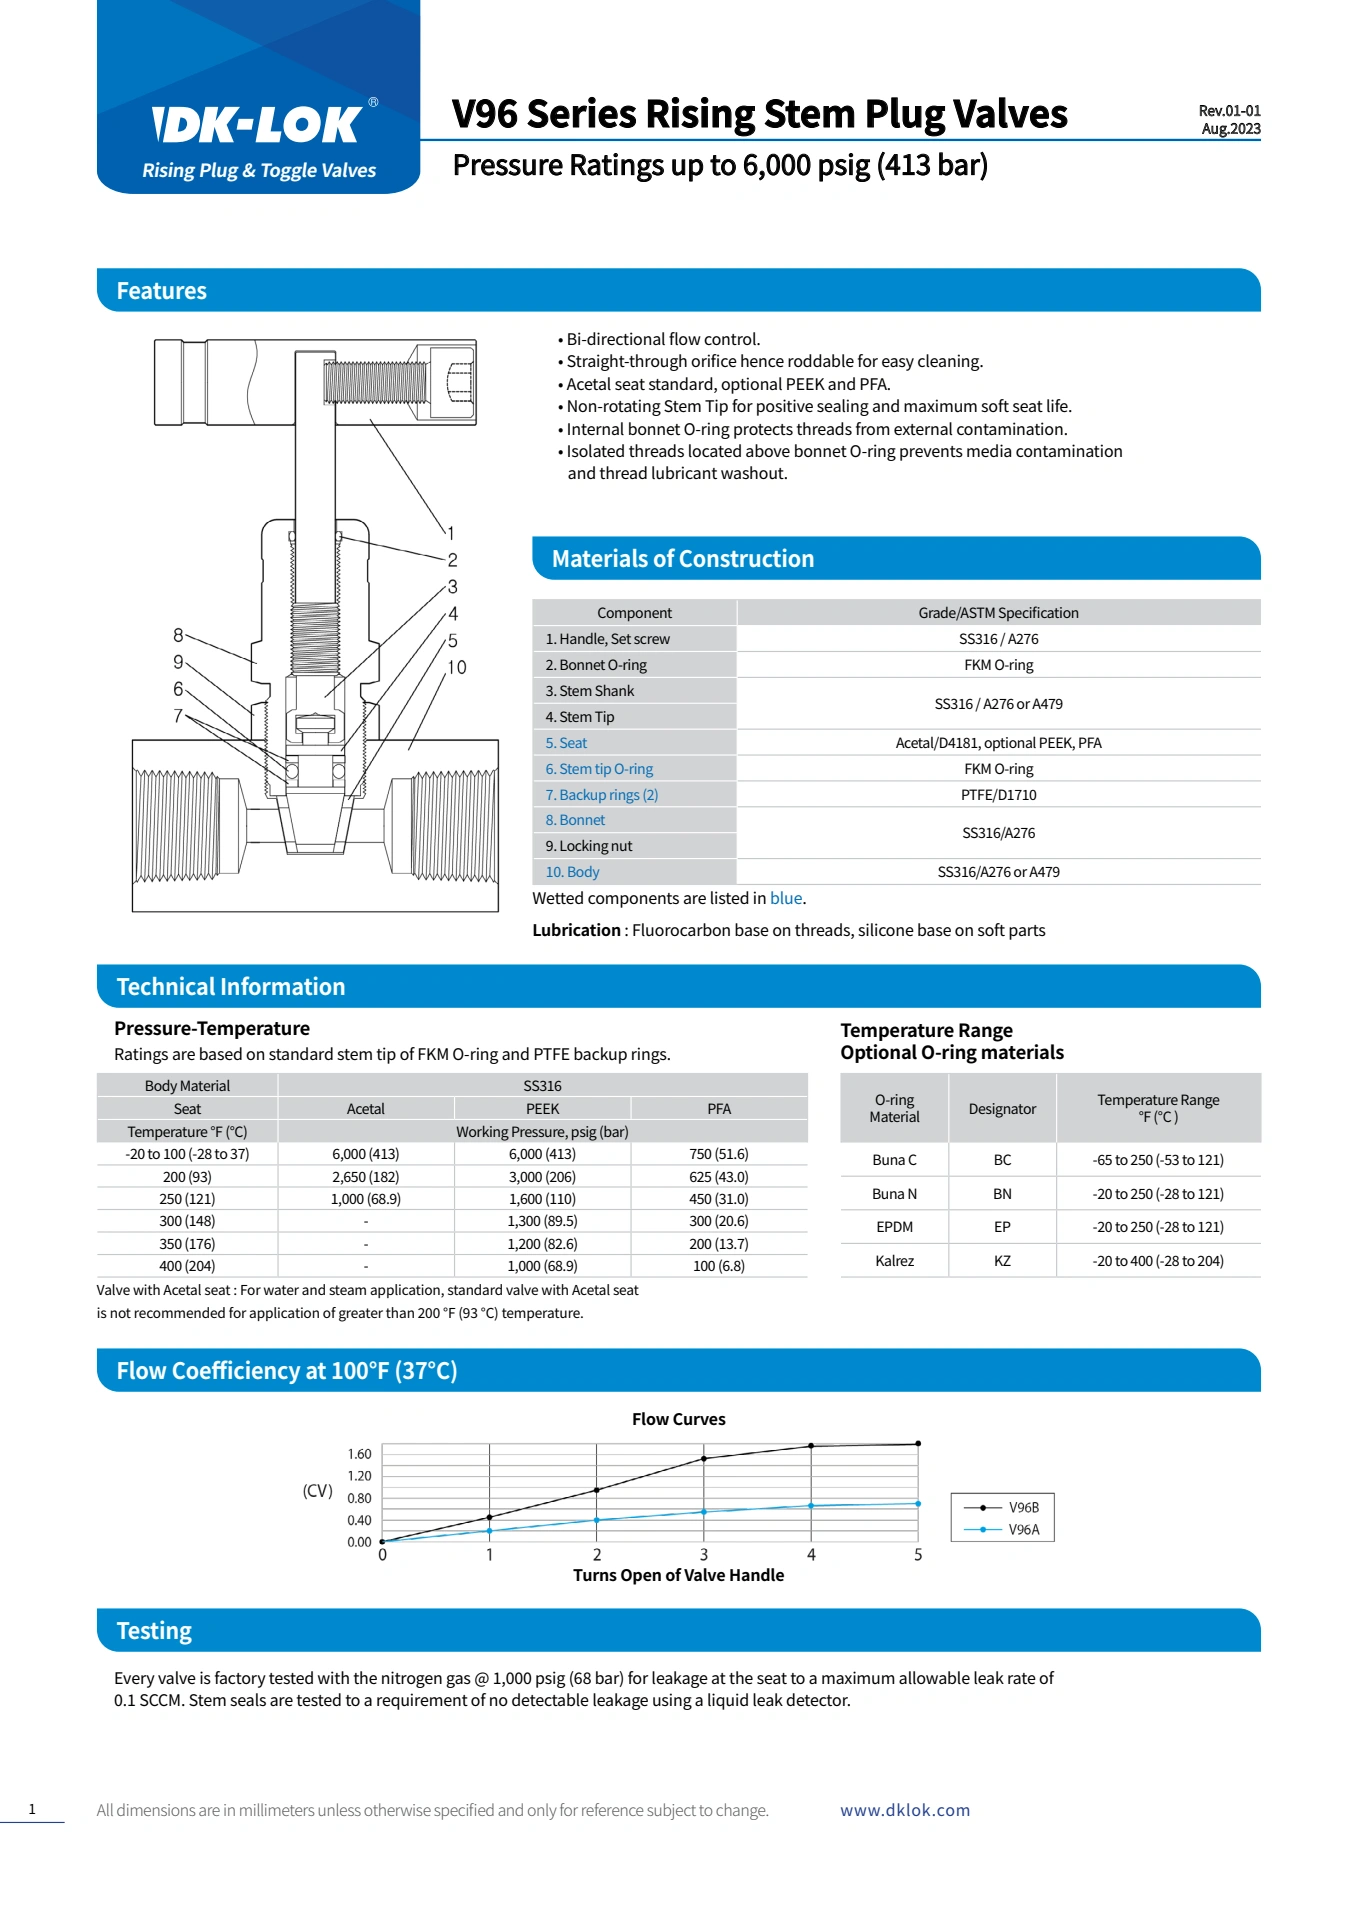 DK-LOK®
Rising Plug & Toggle Valves
V96 Series Rising Stem Plug Valves
Rev.01-01
Aug.2023
Pressure Ratings up to 6,000 psig (413 bar)
Features
• Bi-directional flow control.
• Straight-through orifice hence roddable for easy cleaning.
• Acetal seat standard, optional PEEK and PFA.
• Non-rotating Stem Tip for positive sealing and maximum soft seat life.
• Internal bonnet O-ring protects threads from external contamination.
• Isolated threads located above bonnet O-ring prevents media contamination
and thread lubricant washout.
1
2
3
4
5
10
8
9
6
7
Materials of Construction
Component Grade/ASTM Specification
1. Handle, Set screw SS316 / A276
2. Bonnet O-ring FKM O-ring
3. Stem Shank
SS316 / A276 or A479
4. Stem Tip
5. Seat Acetal/D4181, optional PEEK, PFA
6. Stem tip O-ring FKM O-ring
7. Backup rings (2) PTFE/D1710
8. Bonnet
SS316/A276
9. Locking nut
10. Body SS316/A276 or A479
Wetted components are listed in blue.
Lubrication : Fluorocarbon base on threads, silicone base on soft parts
Technical Information
Pressure-Temperature
Ratings are based on standard stem tip of FKM O-ring and PTFE backup rings.
Body Material SS316
Seat Acetal PEEK PFA
Temperature °F (°C) Working Pressure, psig (bar)
-20 to 100 (-28 to 37) 6,000 (413) 6,000 (413) 750 (51.6)
200 (93) 2,650 (182) 3,000 (206) 625 (43.0)
250 (121) 1,000 (68.9) 1,600 (110) 450 (31.0)
300 (148) - 1,300 (89.5) 300 (20.6)
350 (176) - 1,200 (82.6) 200 (13.7)
400 (204) - 1,000 (68.9) 100 (6.8)
Valve with Acetal seat : For water and steam application, standard valve with Acetal seat
is not recommended for application of greater than 200 °F (93 °C) temperature.
Temperature Range
Optional O-ring materials
O-ring
Material
Designator
Temperature Range
°F (°C )
Buna C BC -65 to 250 (-53 to 121)
Buna N BN -20 to 250 (-28 to 121)
EPDM EP -20 to 250 (-28 to 121)
Kalrez KZ -20 to 400 (-28 to 204)
Flow Coefficiency at 100°F (37°C)
Flow Curves
(CV)
1.60
1.20
0.80
0.40
0.00
0 1 2 3 4 5
Turns Open of Valve Handle
V96B
V96A
Testing
Every valve is factory tested with the nitrogen gas @ 1,000 psig (68 bar) for leakage at the seat to a maximum allowable leak rate of
0.1 SCCM. Stem seals are tested to a requirement of no detectable leakage using a liquid leak detector.
1
All dimensions are in millimeters unless otherwise specified and only for reference subject to change.
www.dklok.com